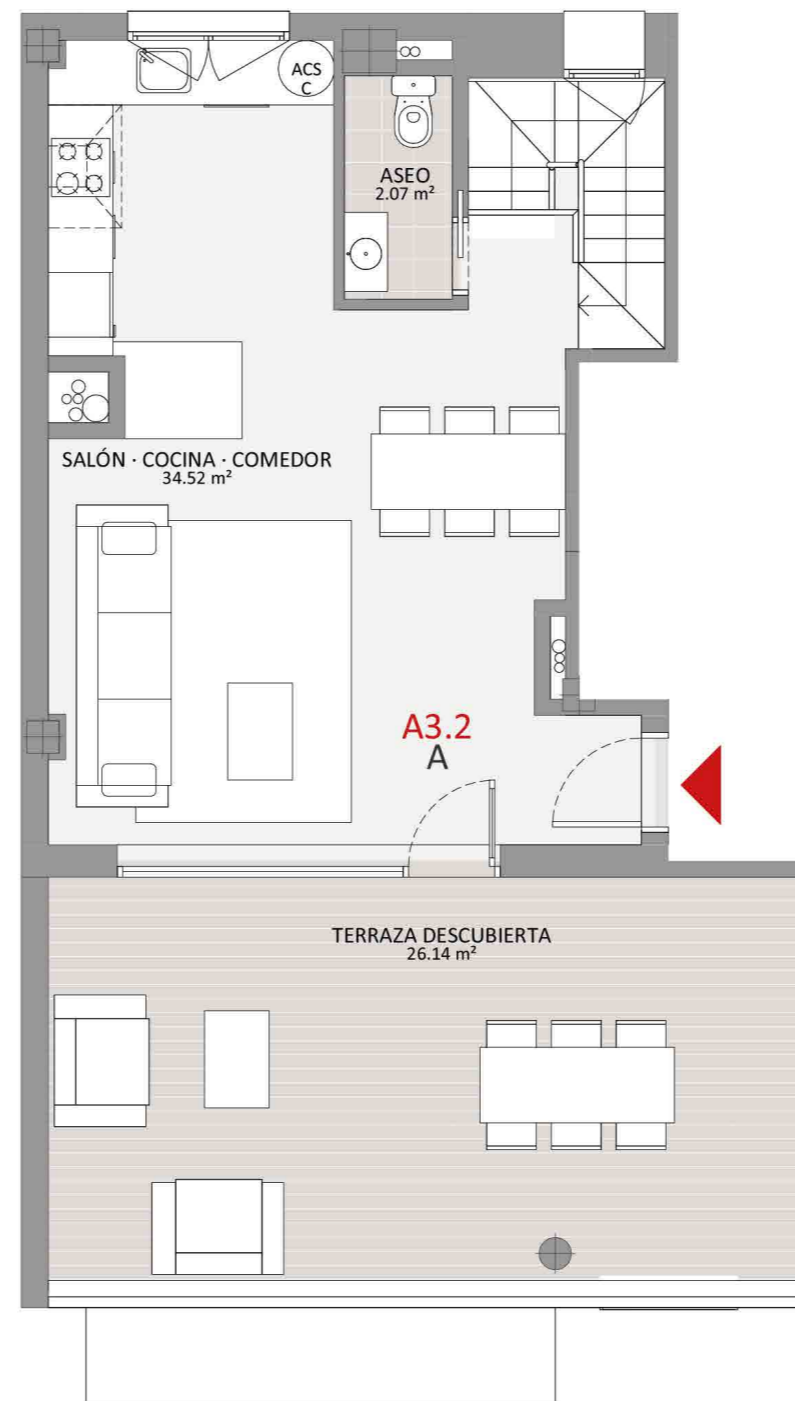 ACS
C
ASEO
2.07 m²
SALÓN · COCINA · COMEDOR
34.52 m²
A3.2
A
TERRAZA DESCUBIERTA
26.14 m²